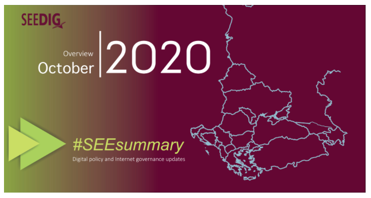 SEEDIG
Overview
October
2020
#SEEsummary
Digital policy and Internet governance updates